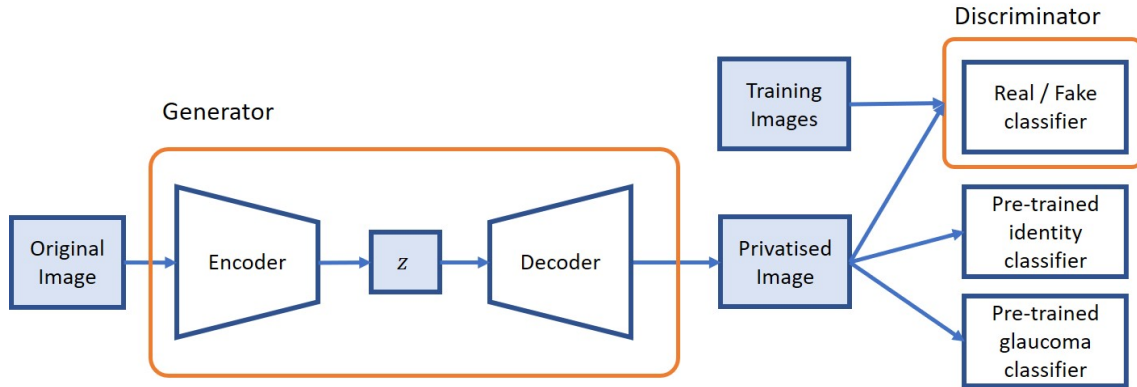 Discriminator
Generator
Training
Images
Real / Fake
classifier
Original
Image
Encoder
z
Decoder
Privatised
Image
Pre-trained
identity
classifier
Pre-trained
glaucoma
classifier